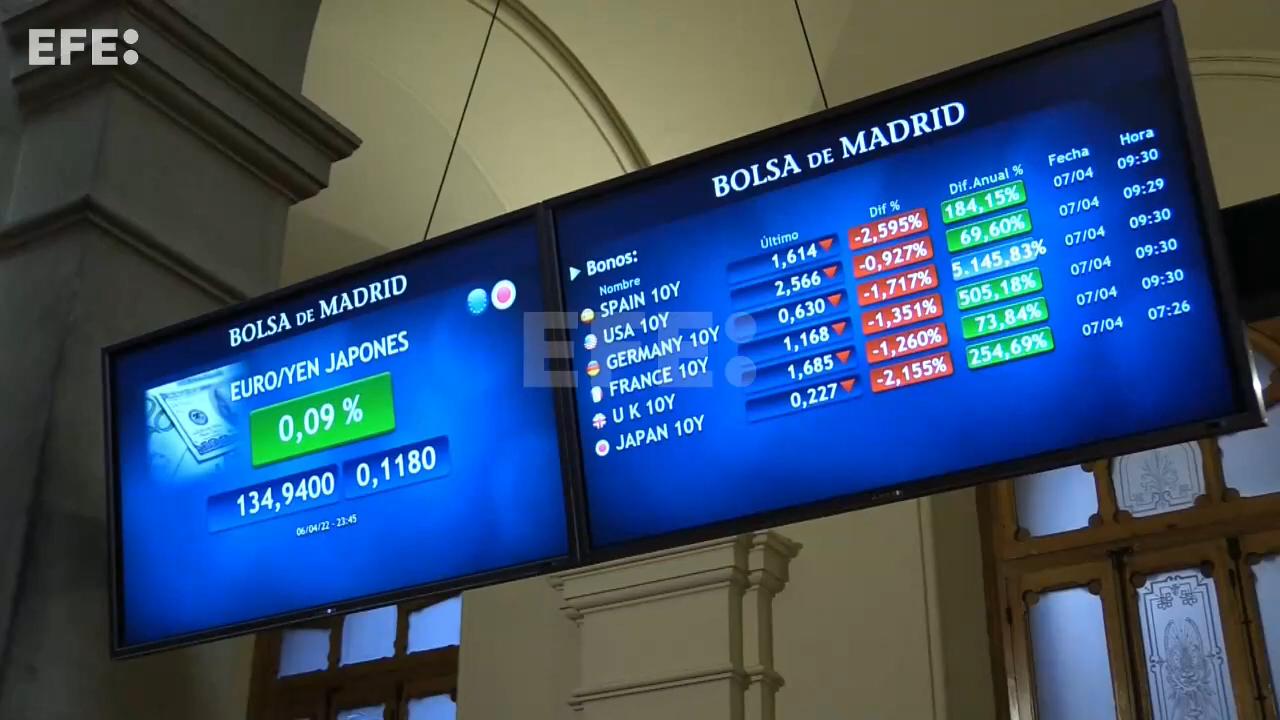 EFE:
BOLSA DE MADRID
EURO/YEN JAPONES
0,09 %
134,9400 0,1180
06/04/22 - 23:45
BOLSA DE MADRID
Bonos:
Nombre Último Dif % Dif.Anual % Fecha Hora
SPAIN 10Y 1,614 -2,595% 184,15% 07/04 09:30
USA 10Y 2,566 -0,927% 69,60% 07/04 09:29
GERMANY 10Y 0,630 -1,717% 5.145,83% 07/04 09:30
FRANCE 10Y 1,168 -1,351% 505,18% 07/04 09:30
U K 10Y 1,685 -1,260% 73,84% 07/04 09:30
JAPAN 10Y 0,227 -2,155% 254,69% 07/04 07:26
EFE: